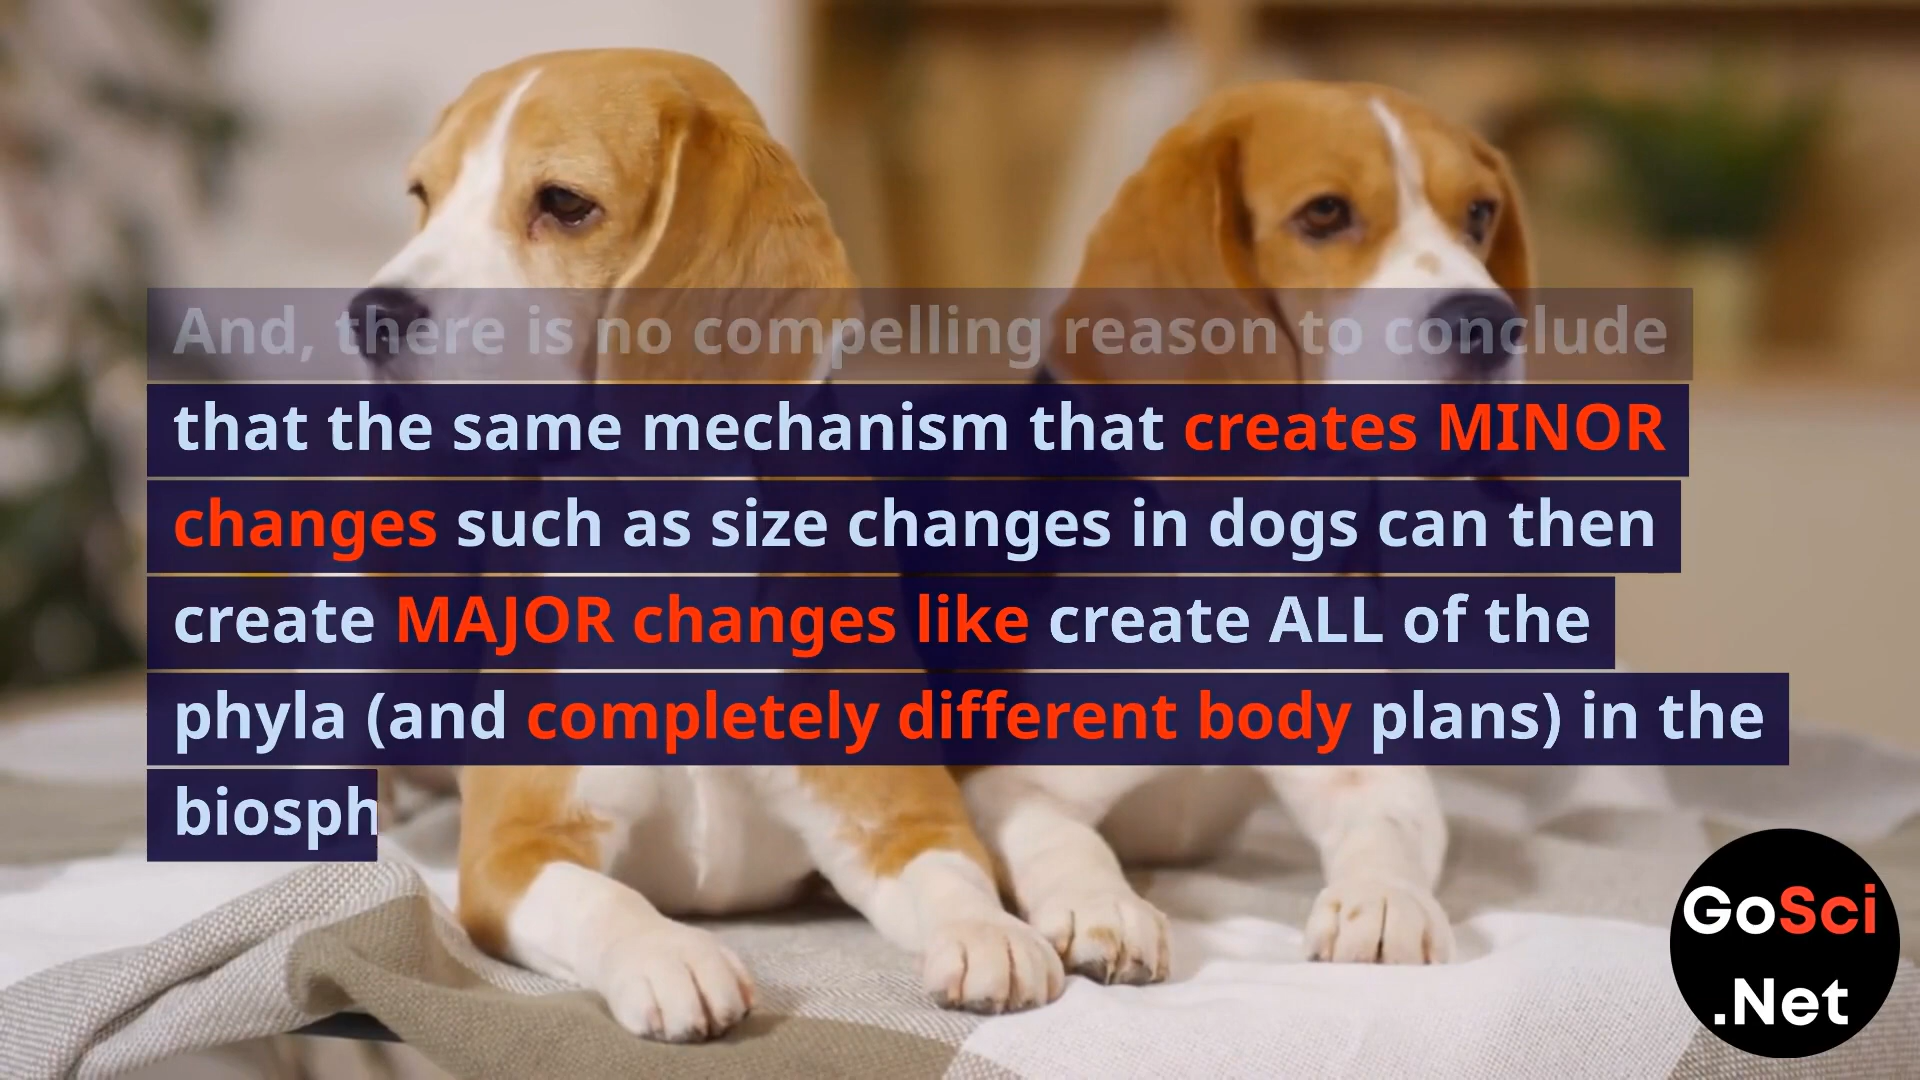 And, there is no compelling reason to conclude
that the same mechanism that creates MINOR
changes such as size changes in dogs can then
create MAJOR changes like create ALL of the
phyla (and completely different body plans) in the
biosph
GoSci
.Net